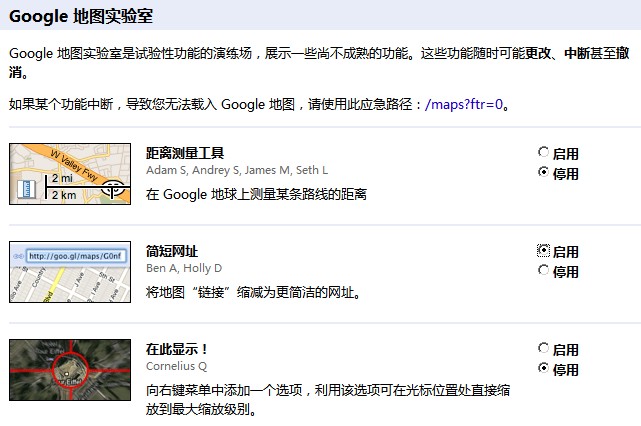 Google 地图实验室
Google 地图实验室是试验性功能的演练场，展示一些尚不成熟的功能。这些功能随时可能更改、中断甚至撤
消。
如果某个功能中断，导致您无法载入 Google 地图，请使用此应急路径：/maps?ftr=0。
W Valley Fwy
2 mi
2 km
距离测量工具
Adam S, Andrey S, James M, Seth L
在 Google 地球上测量某条路线的距离
启用
停用
http://goo.gl/maps/G0nf
简短网址
Ben A, Holly D
将地图“链接”缩减为更简洁的网址。
启用
停用
在此显示！
Cornelius Q
向右键菜单中添加一个选项，利用该选项可在光标位置处直接缩
放到最大缩放级别。
启用
停用